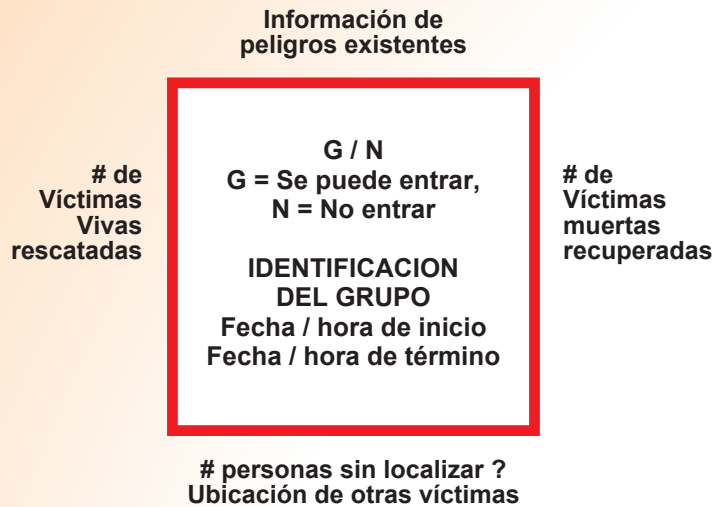 Información de
peligros existentes
# de
Víctimas
Vivas
rescatadas
G / N
G = Se puede entrar,
N = No entrar
IDENTIFICACION
DEL GRUPO
Fecha / hora de inicio
Fecha / hora de término
# de
Víctimas
muertas
recuperadas
# personas sin localizar ?
Ubicación de otras víctimas